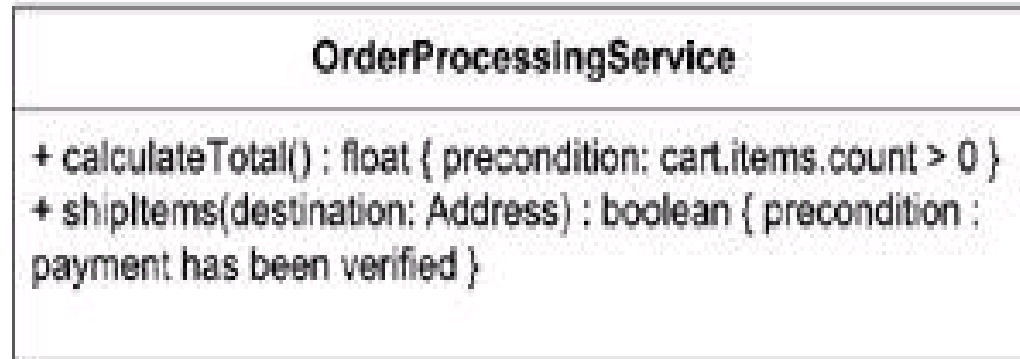 OrderProcessingService
+ calculateTotal() : float { precondition: cart.items.count > 0 }
+ shipItems(destination: Address) : boolean { precondition :
payment has been verified }